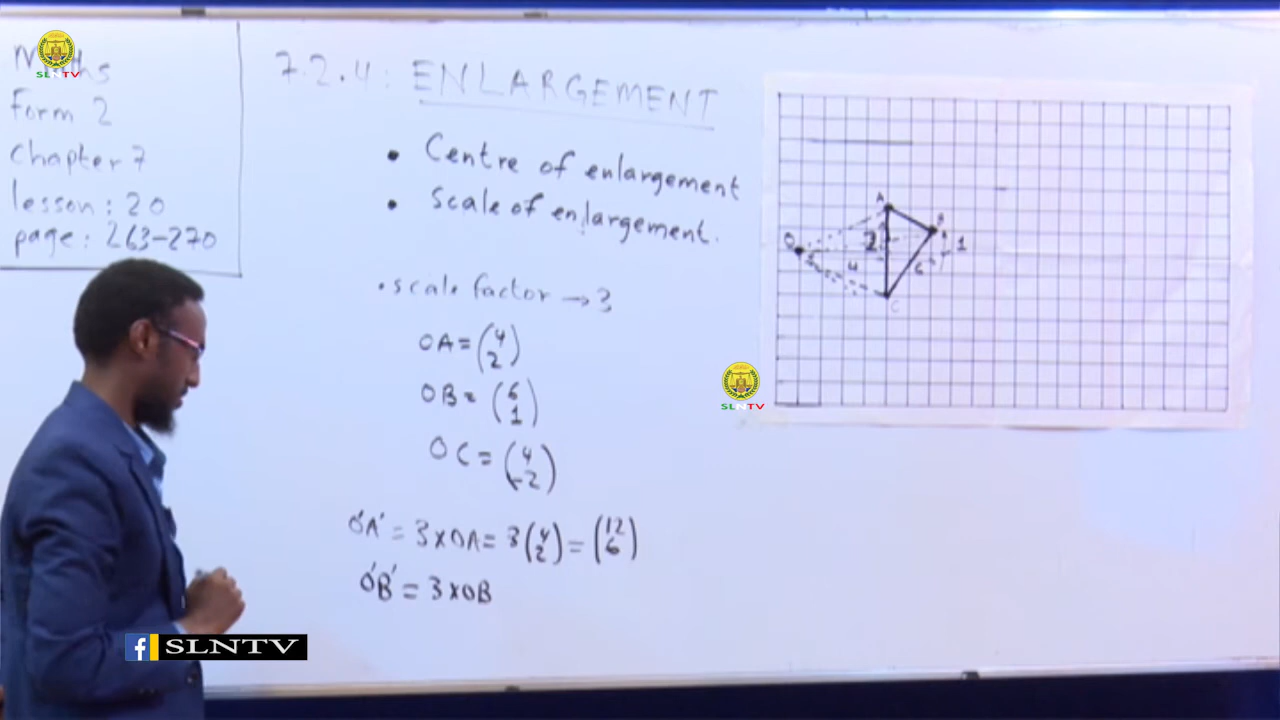 Maths
SLNTV
Form 2
Chapter 7
lesson: 20
page: 263-270
7.2.4: ENLARGEMENT
• Centre of enlargement
• Scale of enlargement.
• scale factor → 3
OA = (4 2)
OB = (6 1)
OC = (4 -2)
O'A' = 3×OA = 3(4 2) = (12 6)
O'B' = 3×OB
A
B
O
2
1
4
6
C
SLNTV
f SLNTV